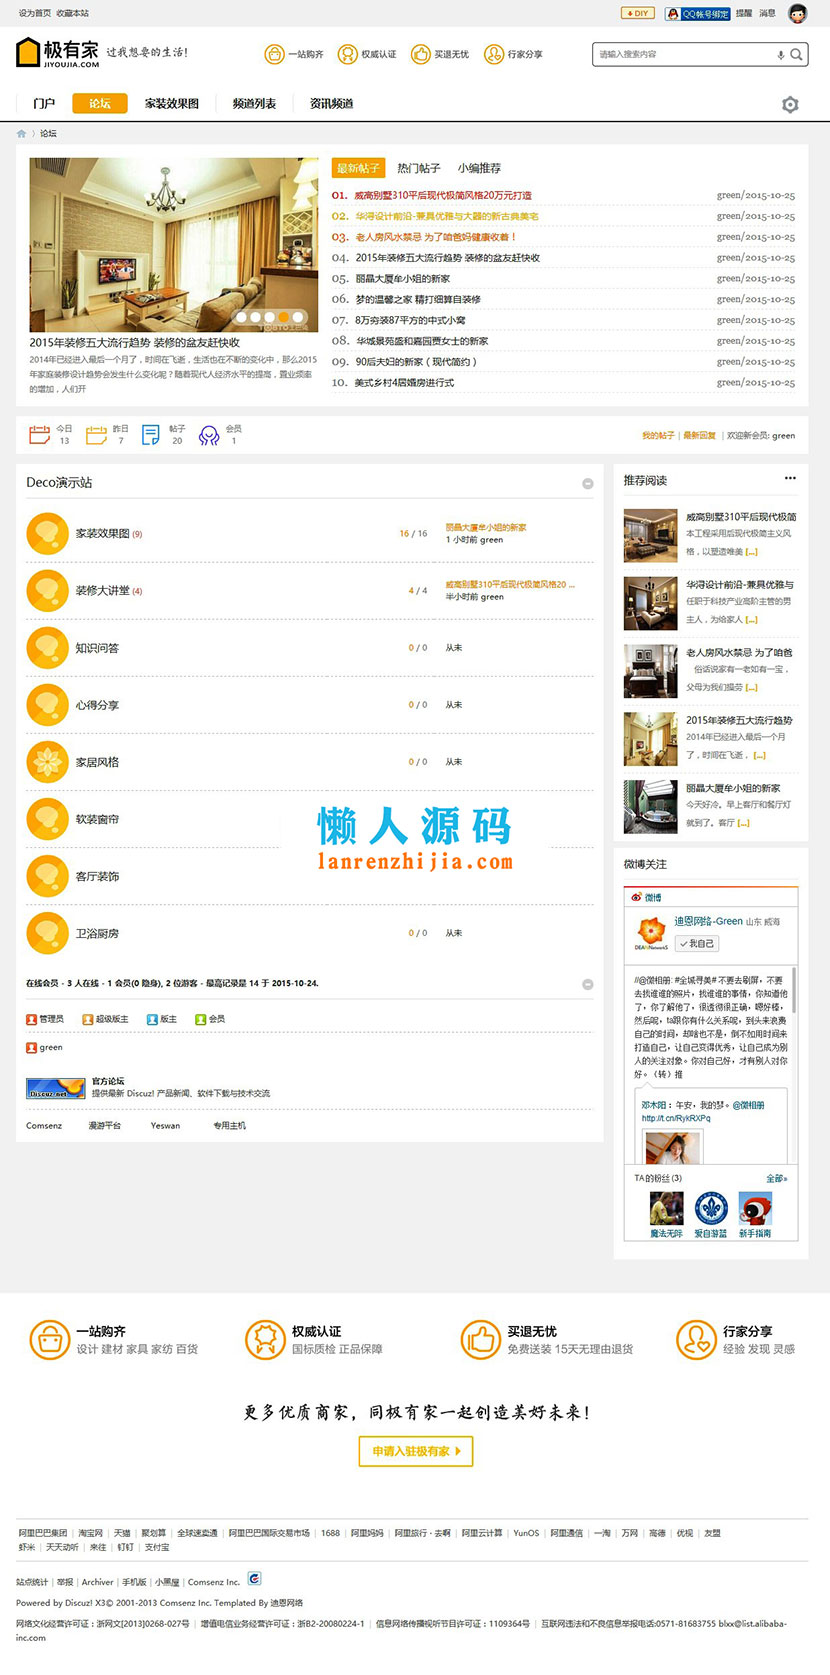 设为首页 收藏本站
DIY QQ帐号绑定 提醒 消息
极有家 过我想要的生活!
JIYOUJIA.COM
一站购齐 权威认证 买退无忧 行家分享
请输入搜索内容
门户 论坛 家装效果图 频道列表 资讯频道
论坛
最新帖子 热门帖子 小编推荐
01. 威高别墅310平后现代极简风格20万元打造 green/2015-10-25
02. 华浔设计前沿-兼具优雅与大器的新古典美宅 green/2015-10-25
03. 老人房风水禁忌 为了咱爸妈健康收着！ green/2015-10-25
04. 2015年装修五大流行趋势 装修的盆友赶快收 green/2015-10-25
05. 丽晶大厦牟小姐的新家 green/2015-10-25
06. 梦的温馨之家 精打细算自装修 green/2015-10-25
07. 8万夯装87平方的中式小窝 green/2015-10-25
08. 华城景苑盛和嘉园贾女士的新家 green/2015-10-25
09. 90后夫妇的新家（现代简约） green/2015-10-25
10. 美式乡村4居婚房进行式 green/2015-10-25
2015年装修五大流行趋势 装修的盆友赶快收
2014年已经进入最后一个月了，时间在飞逝，生活也在不断的变化中，那么2015
年家庭装修设计趋势会发生什么变化呢？随着现代人经济水平的提高，置业频率
的增加，人们开
今日 13
昨日 7
帖子 20
会员 1
我的帖子 | 最新回复 | 欢迎新会员: green
Deco演示站
家装效果图 (9) 16 / 16 丽晶大厦牟小姐的新家
1 小时前 green
装修大讲堂 (4) 4 / 4 威高别墅310平后现代极简风格20 ...
半小时前 green
知识问答 0 / 0 从未
心得分享 0 / 0 从未
家居风格 0 / 0 从未
软装窗帘
客厅装饰
卫浴厨房 0 / 0 从未
懒人源码
lanrenzhijia.com
在线会员 - 3 人在线 - 1 会员(0 隐身), 2 位游客 - 最高记录是 14 于 2015-10-24.
管理员 超级版主 版主 会员
green
Discuz!net
官方论坛
提供最新 Discuz! 产品新闻、软件下载与技术交流
Comsenz 漫游平台 Yeswan 专用主机
推荐阅读
威高别墅310平后现代极简
本工程采用后现代极简主义风
格，以塑造唯美 [...]
华浔设计前沿-兼具优雅与
任职于科技产业高阶主管的男
主人，为给家人 [...]
老人房风水禁忌 为了咱爸
俗话说家有一老如有一宝，
父母为我们操劳 [...]
2015年装修五大流行趋势
2014年已经进入最后一个月
了，时间在飞逝， [...]
丽晶大厦牟小姐的新家
今天好冷。早上客厅和餐厅灯
就到了。客厅 [...]
微博关注
微博
迪恩网络-Green 山东 威海
我自己
//@微相册: #全城寻美# 不要去刷屏，不要
去找谁谁的照片，找谁谁的事情，你知道他
了，你了解他了，很透彻很正确，嗯好棒，
然后呢，ta跟你有什么关系呢，到头来浪费
自己的时间，却啥也不是，倒不如用时间来
打造自己，让自己变得优秀，让自己成为别
人的关注对象。你对自己好，才有别人对你
好。（转）推
邓木阳： 午安，我的梦。@微相册
http://t.cn/RykRXPq
TA的粉丝(3) 全部»
魔法无际 爱自游蓝 新手指南
一站购齐
设计 建材 家具 家纺 百货
权威认证
国标质检 正品保障
买退无忧
免费送装 15天无理由退货
行家分享
经验 发现 灵感
更多优质商家，同极有家一起创造美好未来!
申请入驻极有家
阿里巴巴集团 | 淘宝网 | 天猫 | 聚划算 | 全球速卖通 | 阿里巴巴国际交易市场 | 1688 | 阿里妈妈 | 阿里旅行 · 去啊 | 阿里云计算 | YunOS | 阿里通信 | 一淘 | 万网 | 高德 | 优视 | 友盟
虾米 | 天天动听 | 来往 | 钉钉 | 支付宝
站点统计 | 举报 | Archiver | 手机版 | 小黑屋 | Comsenz Inc.
Powered by Discuz! X3© 2001-2013 Comsenz Inc. Templated By 迪恩网络
网络文化经营许可证：浙网文[2013]0268-027号 | 增值电信业务经营许可证：浙B2-20080224-1 | 信息网络传播视听节目许可证：1109364号 | 互联网违法和不良信息举报电话:0571-81683755 blxx@list.alibaba-
inc.com